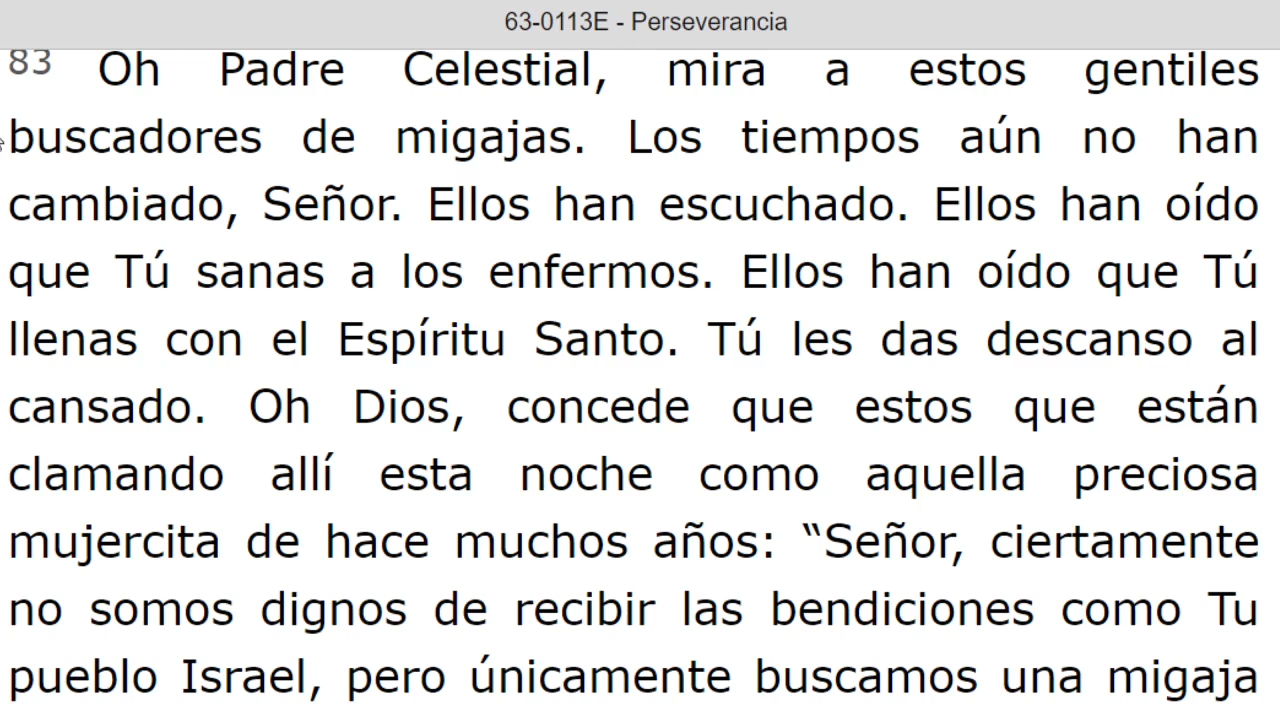 63-0113E - Perseverancia
83 Oh Padre Celestial, mira a estos gentiles
buscadores de migajas. Los tiempos aún no han
cambiado, Señor. Ellos han escuchado. Ellos han oído
que Tú sanas a los enfermos. Ellos han oído que Tú
llenas con el Espíritu Santo. Tú les das descanso al
cansado. Oh Dios, concede que estos que están
clamando allí esta noche como aquella preciosa
mujercita de hace muchos años: “Señor, ciertamente
no somos dignos de recibir las bendiciones como Tu
pueblo Israel, pero únicamente buscamos una migaja